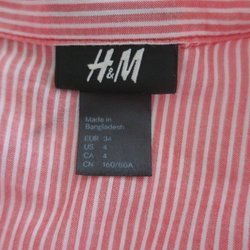 H&M
Made in
Bangladesh
EUR 34
US 4
CA 4
CN 160/80A